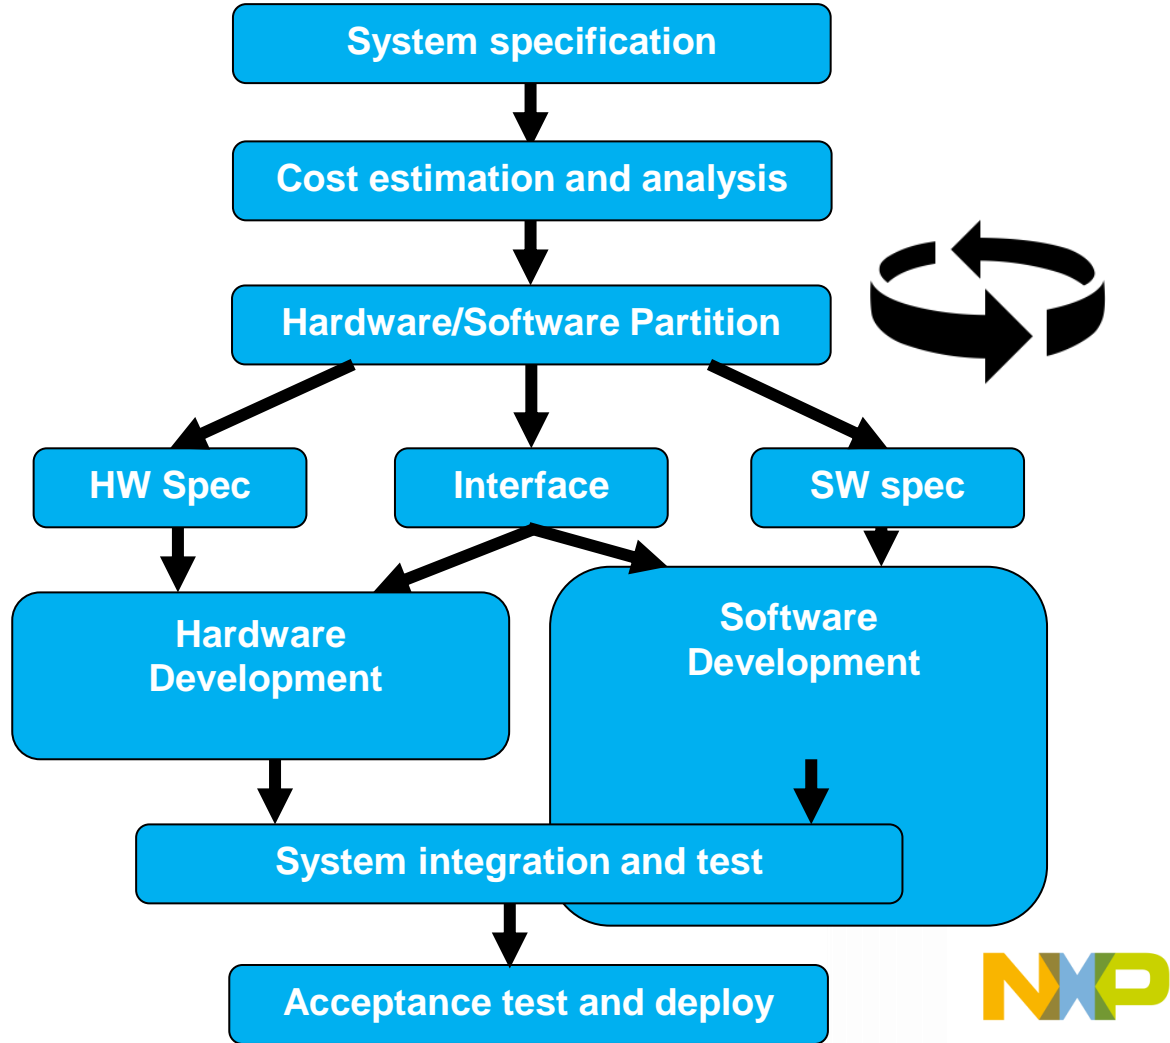 System specification
Cost estimation and analysis
Hardware/Software Partition
HW Spec
Interface
SW spec
Hardware
Development
Software
Development
System integration and test
Acceptance test and deploy
NXP